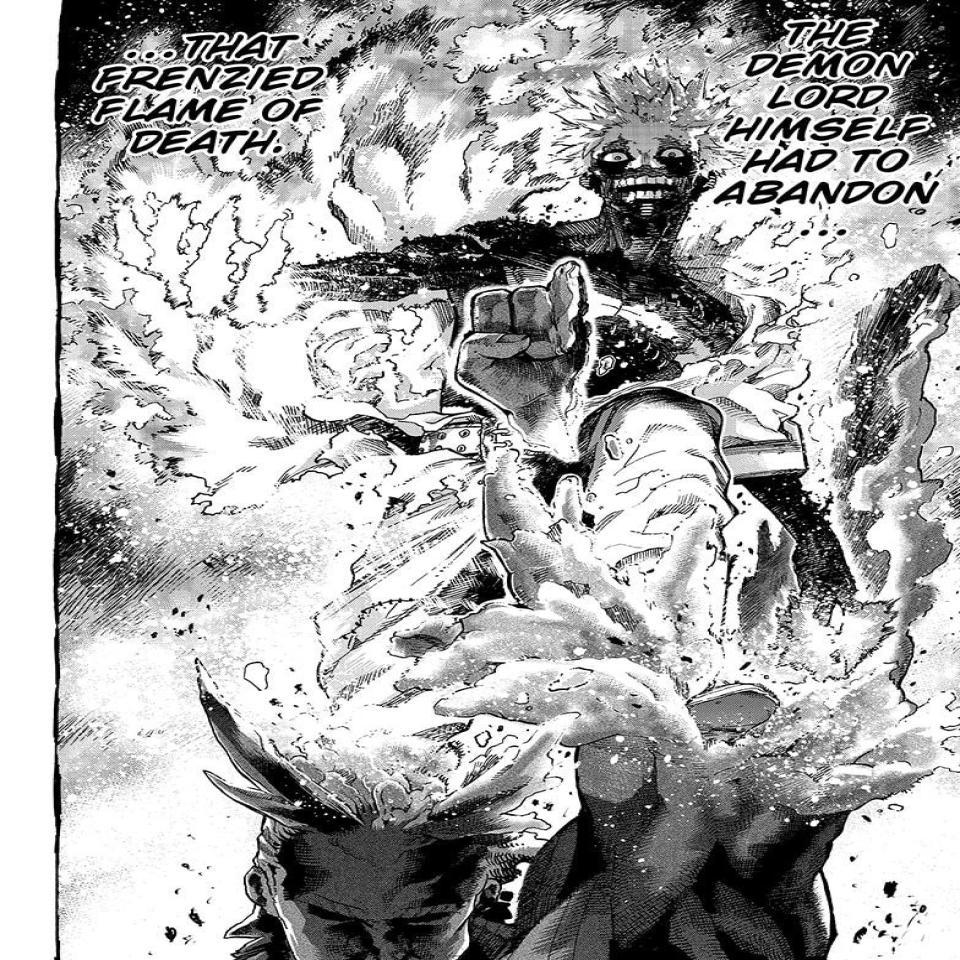 THE
DEMON
LORD
HIMSELF
HAD TO
ABANDON
...
...THAT
FRENZIED
FLAME OF
DEATH.